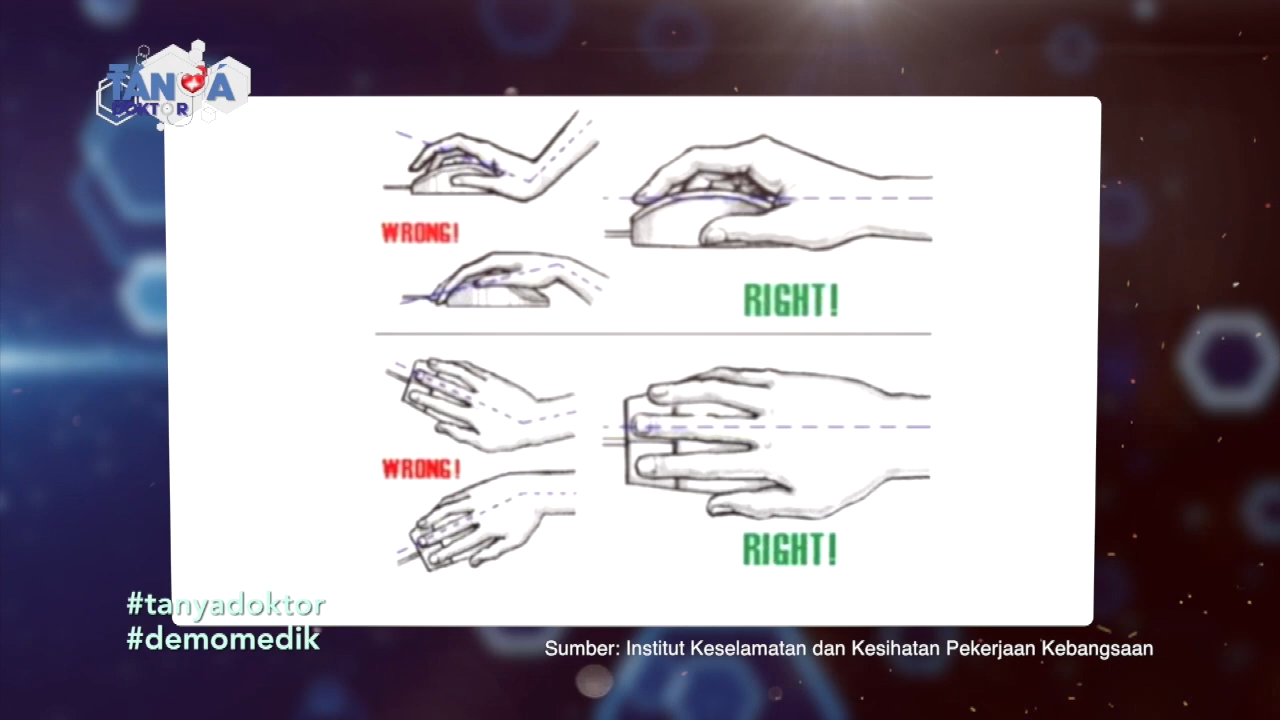 TANYA
DOKTOR
WRONG!
RIGHT!
WRONG!
RIGHT!
#tanyadoktor
#demomedik
Sumber: Institut Keselamatan dan Kesihatan Pekerjaan Kebangsaan